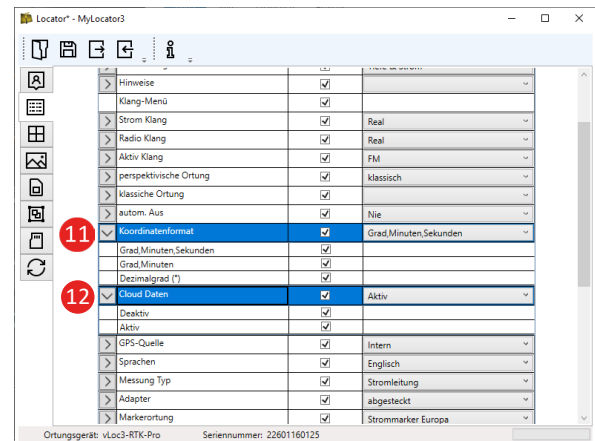 Locator* - MyLocator3
Hinweise
Klang-Menü
Strom Klang Real
Radio Klang Real
Aktiv Klang FM
perspektivische Ortung klassisch
klassiche Ortung
autom. Aus Nie
11 Koordinatenformat Grad,Minuten,Sekunden
Grad,Minuten,Sekunden
Grad,Minuten
Dezimalgrad (*)
12 Cloud Daten Aktiv
Deaktiv
Aktiv
GPS-Quelle Intern
Sprachen Englisch
Messung Typ Stromleitung
Adapter abgesteckt
Markerortung Strommarker Europa
Ortungsgerät: vLoc3-RTK-Pro Seriennummer: 22601160125